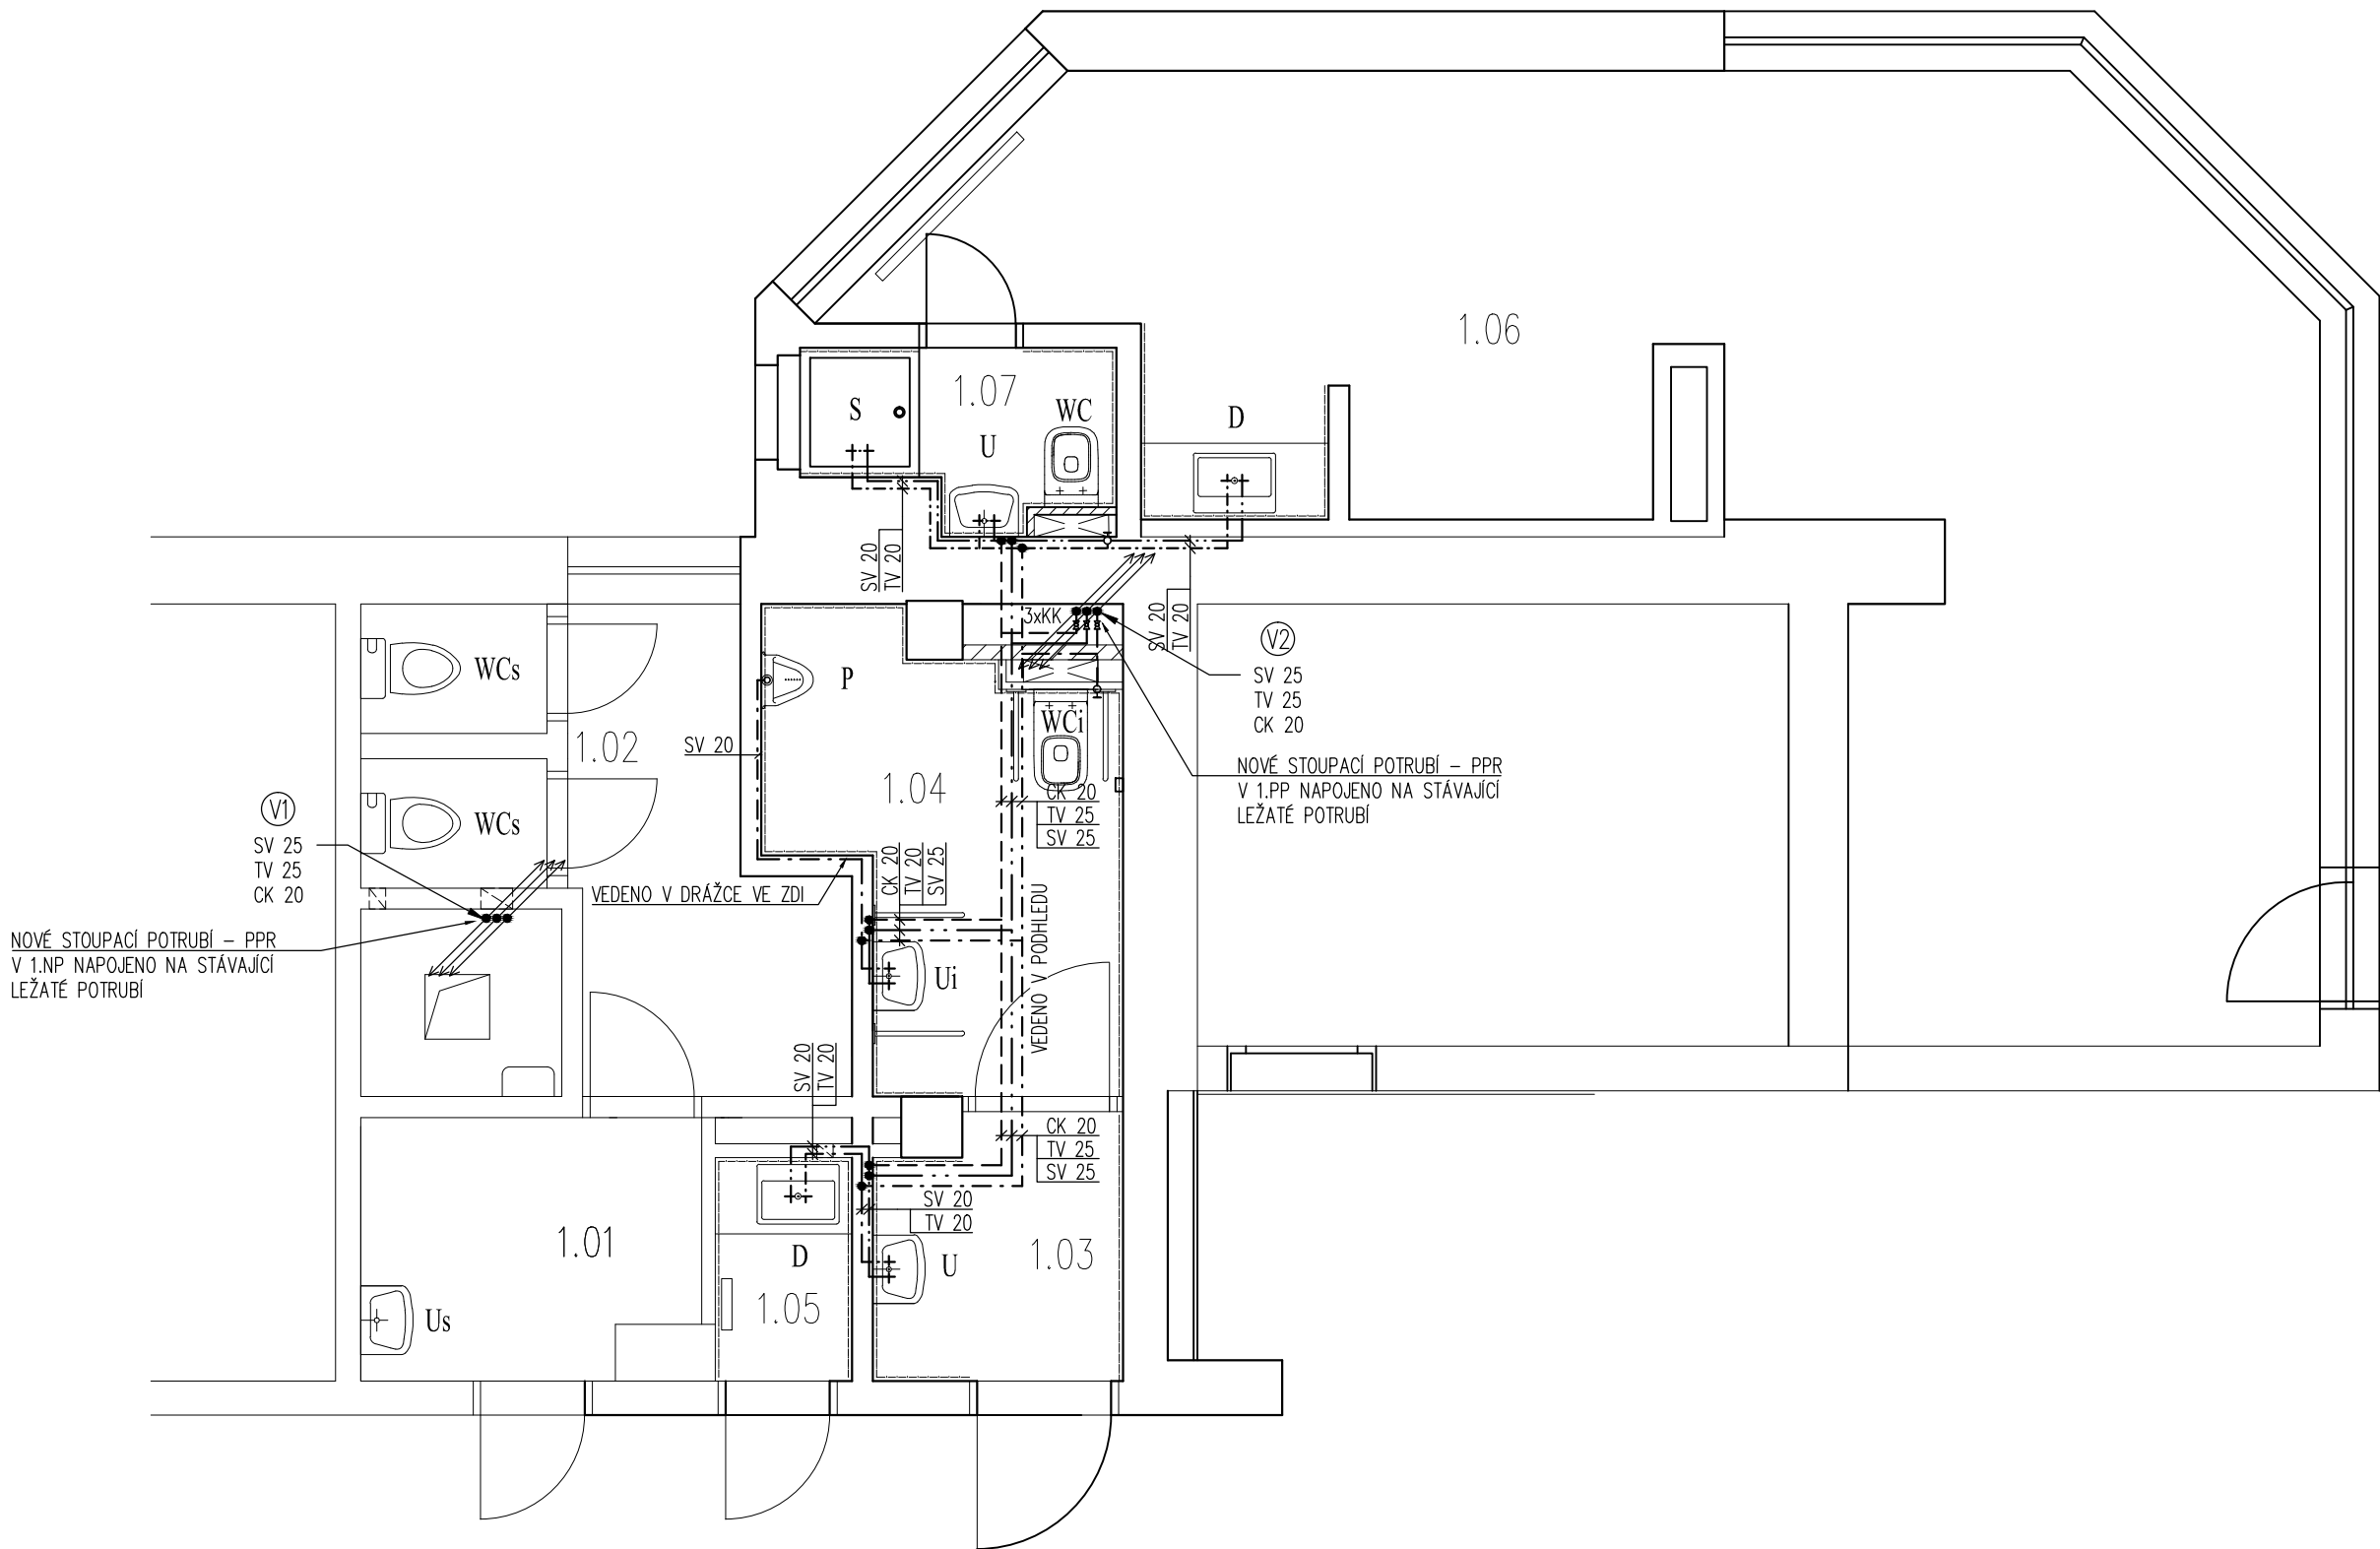 1.06
1.07
S
U
WC
D
SV 20
TV 20
SV 20
TV 20
3xKK
V2
SV 25
TV 25
CK 20
NOVÉ STOUPACÍ POTRUBÍ – PPR
V 1.PP NAPOJENO NA STÁVAJÍCÍ
LEŽATÉ POTRUBÍ
WCs
P
WCi
1.02
SV 20
1.04
CK 20
TV 25
SV 25
WCs
V1
SV 25
TV 25
CK 20
CK 20
TV 20
SV 25
VEDENO V DRÁŽCE VE ZDI
NOVÉ STOUPACÍ POTRUBÍ – PPR
V 1.NP NAPOJENO NA STÁVAJÍCÍ
LEŽATÉ POTRUBÍ
Ui
VEDENO V PODHLEDU
SV 20
TV 20
CK 20
TV 25
SV 25
SV 20
TV 20
1.01
D
U
1.03
1.05
Us